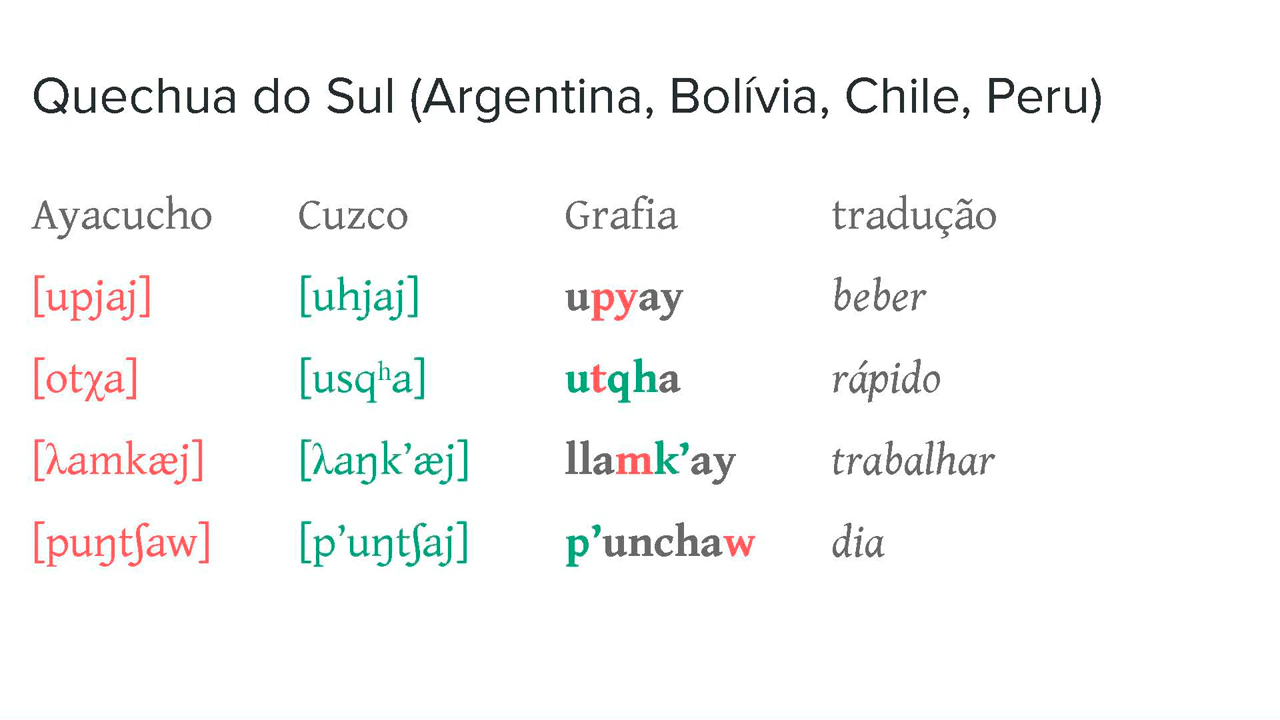 Quechua do Sul (Argentina, Bolívia, Chile, Peru)
Ayacucho Cuzco Grafia tradução
[upjaj] [uhjaj] upyay beber
[otχa] [usqʰa] utqha rápido
[λamkæj] [λaŋk’æj] llamk’ay trabalhar
[puŋtʃaw] [p’uŋtʃaj] p’unchaw dia